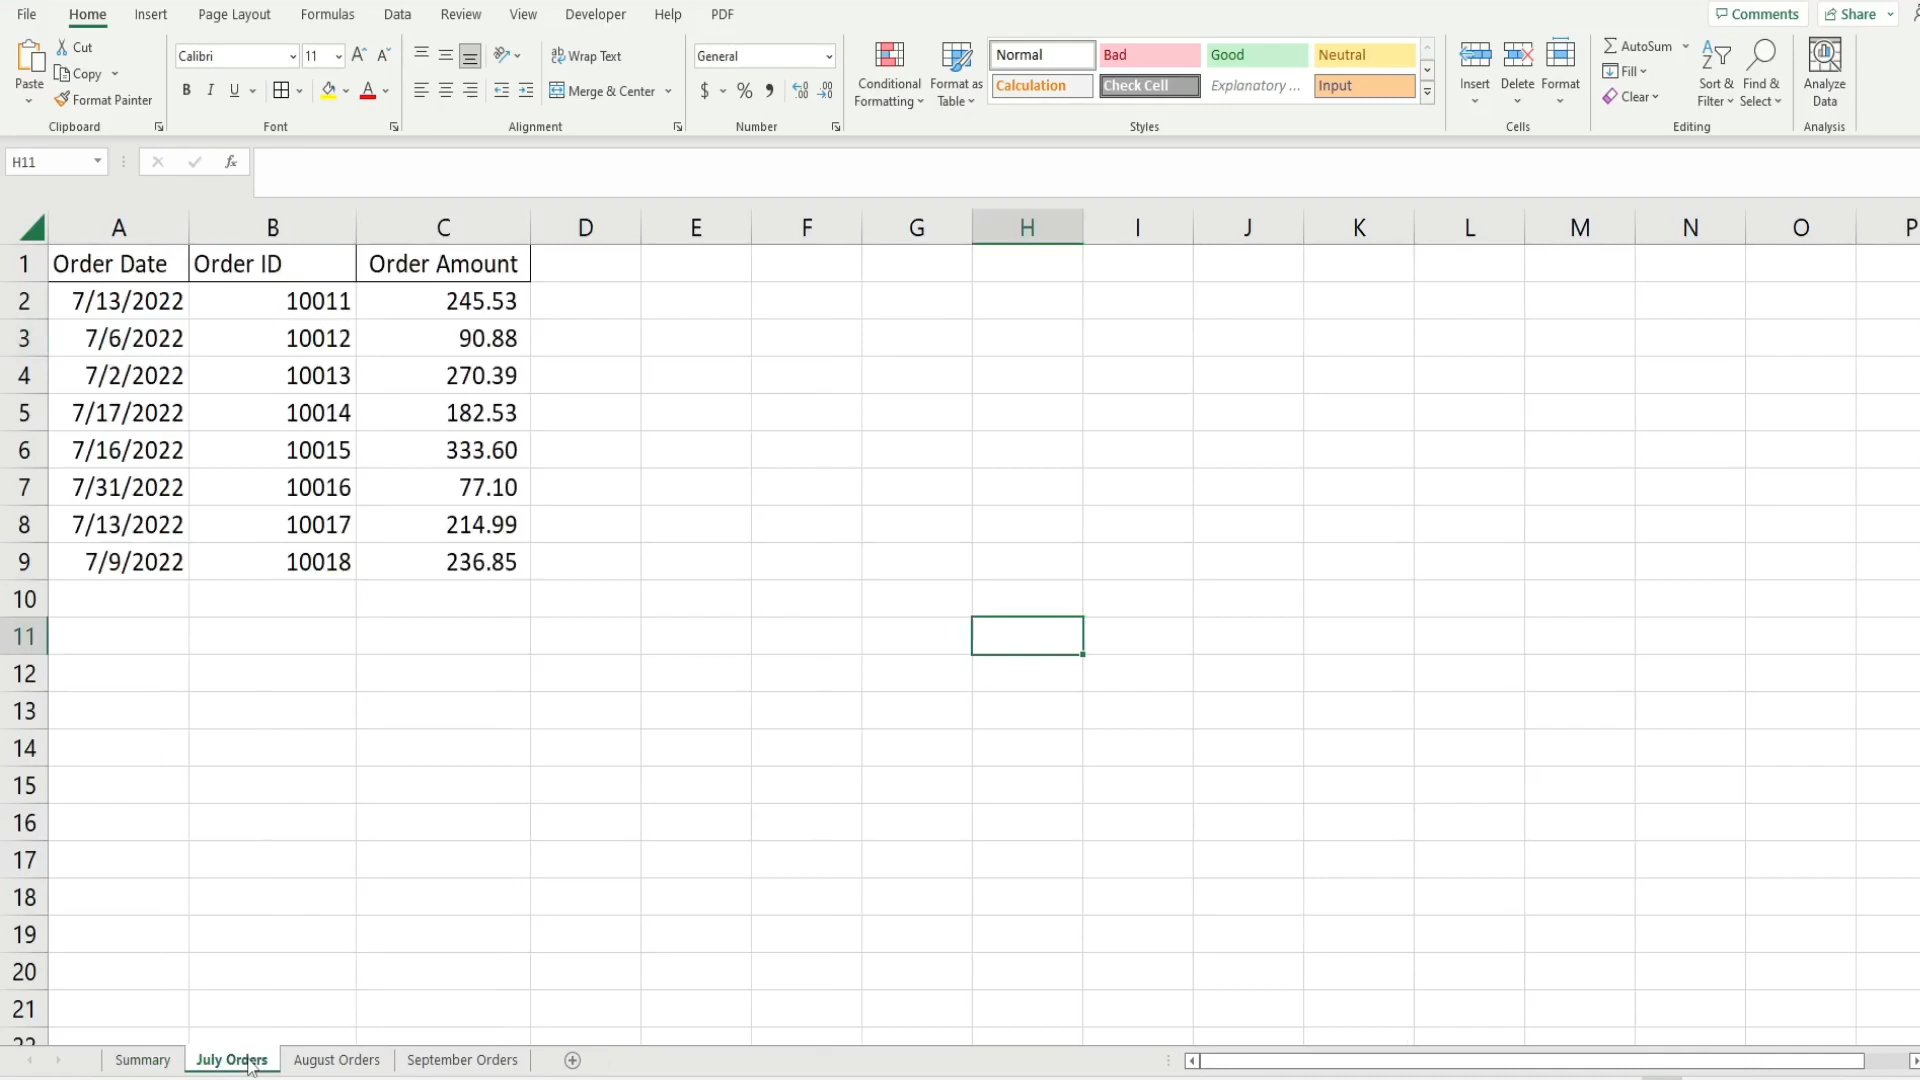 File Home Insert Page Layout Formulas Data Review View Developer Help PDF Comments Share
Cut
Copy
Format Painter
Paste
Clipboard
Calibri 11 A A
B I U A
Font
Wrap Text
Merge & Center
Alignment
General
$ % 9
Number
Conditional Formatting
Format as Table
Normal Bad Good Neutral
Calculation Check Cell Explanatory ... Input
Styles
Insert Delete Format
Cells
AutoSum
Fill
Clear
Sort & Filter
Find & Select
Editing
Analyze Data
Analysis
H11 fx
A B C D E F G H I J K L M N O P
1 Order Date Order ID Order Amount
2 7/13/2022 10011 245.53
3 7/6/2022 10012 90.88
4 7/2/2022 10013 270.39
5 7/17/2022 10014 182.53
6 7/16/2022 10015 333.60
7 7/31/2022 10016 77.10
8 7/13/2022 10017 214.99
9 7/9/2022 10018 236.85
10
11
12
13
14
15
16
17
18
19
20
21
22
Summary July Orders August Orders September Orders